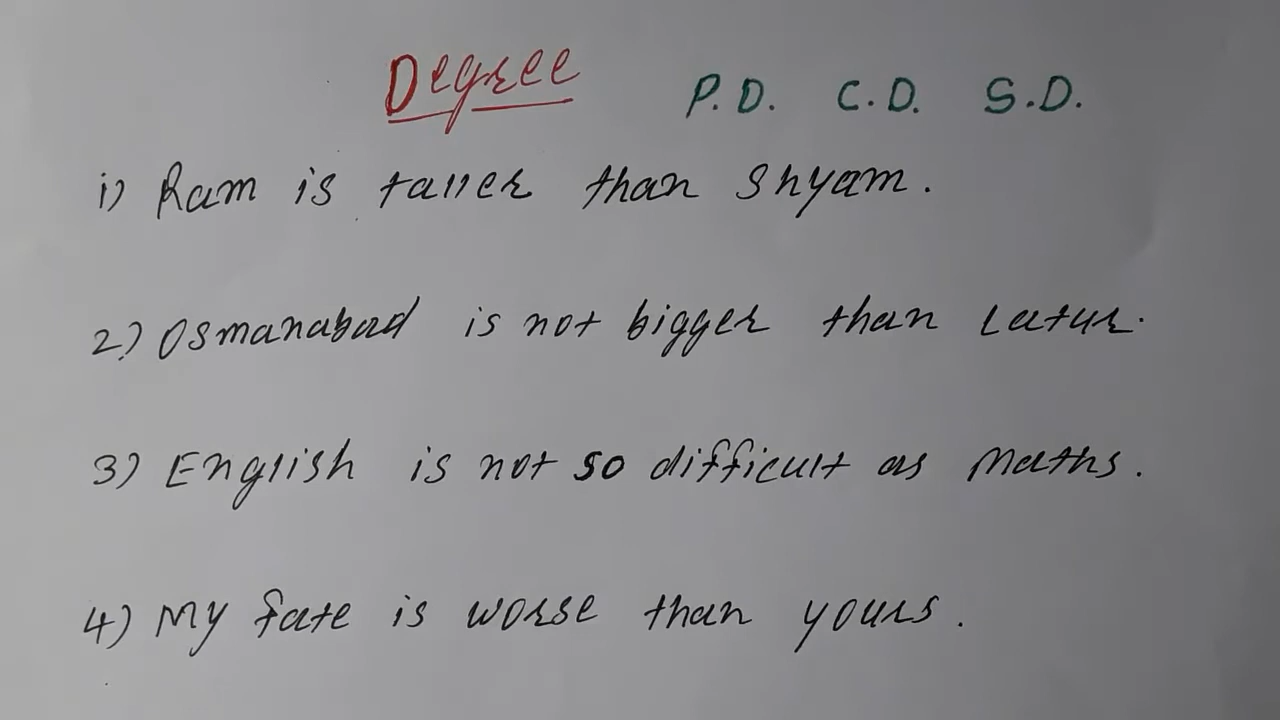 Degree P.D. C.D. S.D.
i) Ram is taller than Shyam.
2) Osmanabad is not bigger than Latur.
3) English is not so difficult as Maths.
4) My fate is worse than yours.